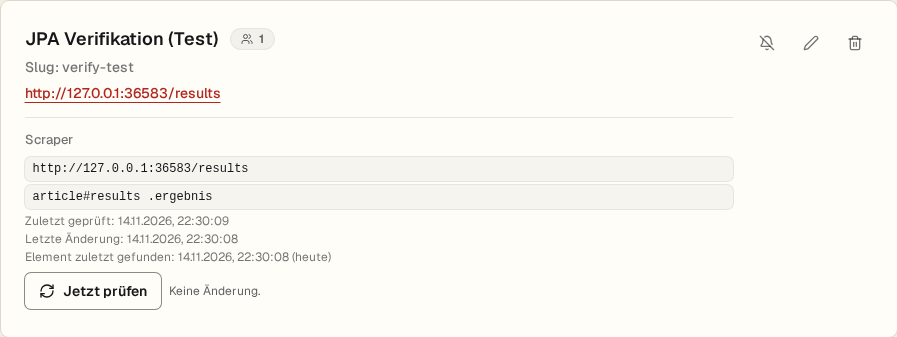 JPA Verifikation (Test) 1
Slug: verify-test
http://127.0.0.1:36583/results
Scraper
http://127.0.0.1:36583/results
article#results .ergebnis
Zuletzt geprüft: 14.11.2026, 22:30:09
Letzte Änderung: 14.11.2026, 22:30:08
Element zuletzt gefunden: 14.11.2026, 22:30:08 (heute)
Jetzt prüfen Keine Änderung.